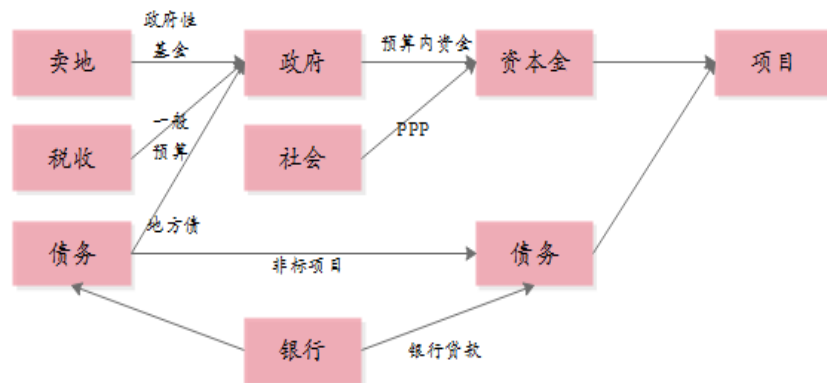 政府性
基金
预算内资金
卖地
政府
资本金
项目
一般
预算
PPP
税收
社会
地方债
债务
非标项目
债务
银行
银行贷款